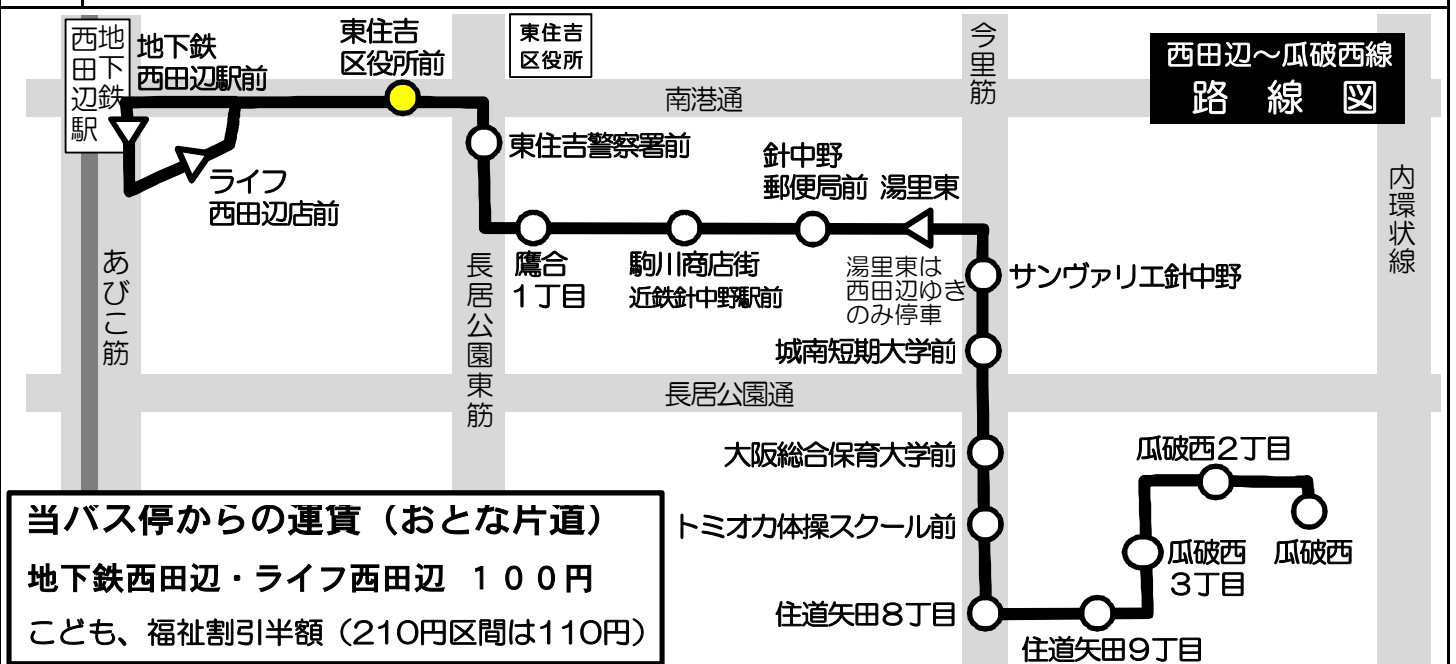 地下鉄
西田辺駅
地下鉄
西田辺駅前
東住吉
区役所前
東住吉
区役所
今里筋
西田辺～瓜破西線
路線図
南港通
東住吉警察署前
針中野
郵便局前
湯里東
ライフ
西田辺店前
内環状線
あびこ筋
長居公園東筋
鷹合
1丁目
駒川商店街
近鉄針中野駅前
湯里東は
西田辺ゆき
のみ停車
サンヴァリエ針中野
城南短期大学前
長居公園通
大阪総合保育大学前
瓜破西2丁目
トミオカ体操スクール前
瓜破西
3丁目
瓜破西
住道矢田8丁目
住道矢田9丁目
当バス停からの運賃（おとな片道）
地下鉄西田辺・ライフ西田辺 １００円
こども、福祉割引半額（210円区間は110円）